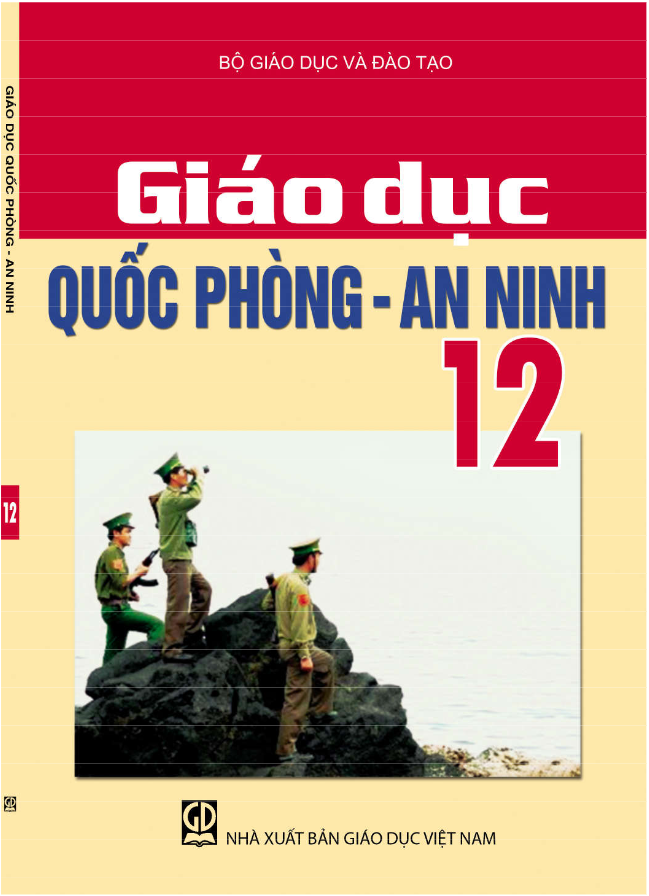 BỘ GIÁO DỤC VÀ ĐÀO TẠO
Giáo dục
QUỐC PHÒNG - AN NINH
12
GIÁO DỤC QUỐC PHÒNG - AN NINH
12
GD
NHÀ XUẤT BẢN GIÁO DỤC VIỆT NAM